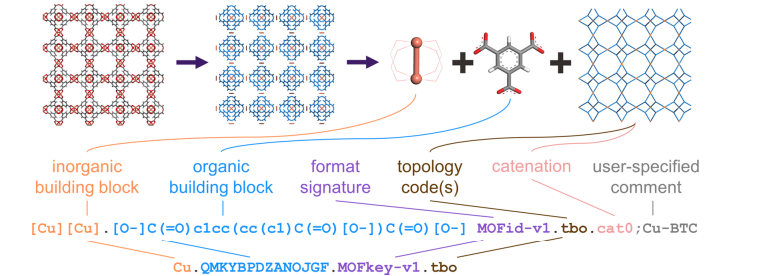 inorganic building block
organic building block
format signature
topology code(s)
catenation
user-specified comment
[Cu][Cu].[O-]C(=O)c1cc(cc(c1)C(=O)[O-])C(=O)[O-] MOFid-v1.tbo.cat0;Cu-BTC
Cu.QMKYBPDZANOJGF.MOFkey-v1.tbo